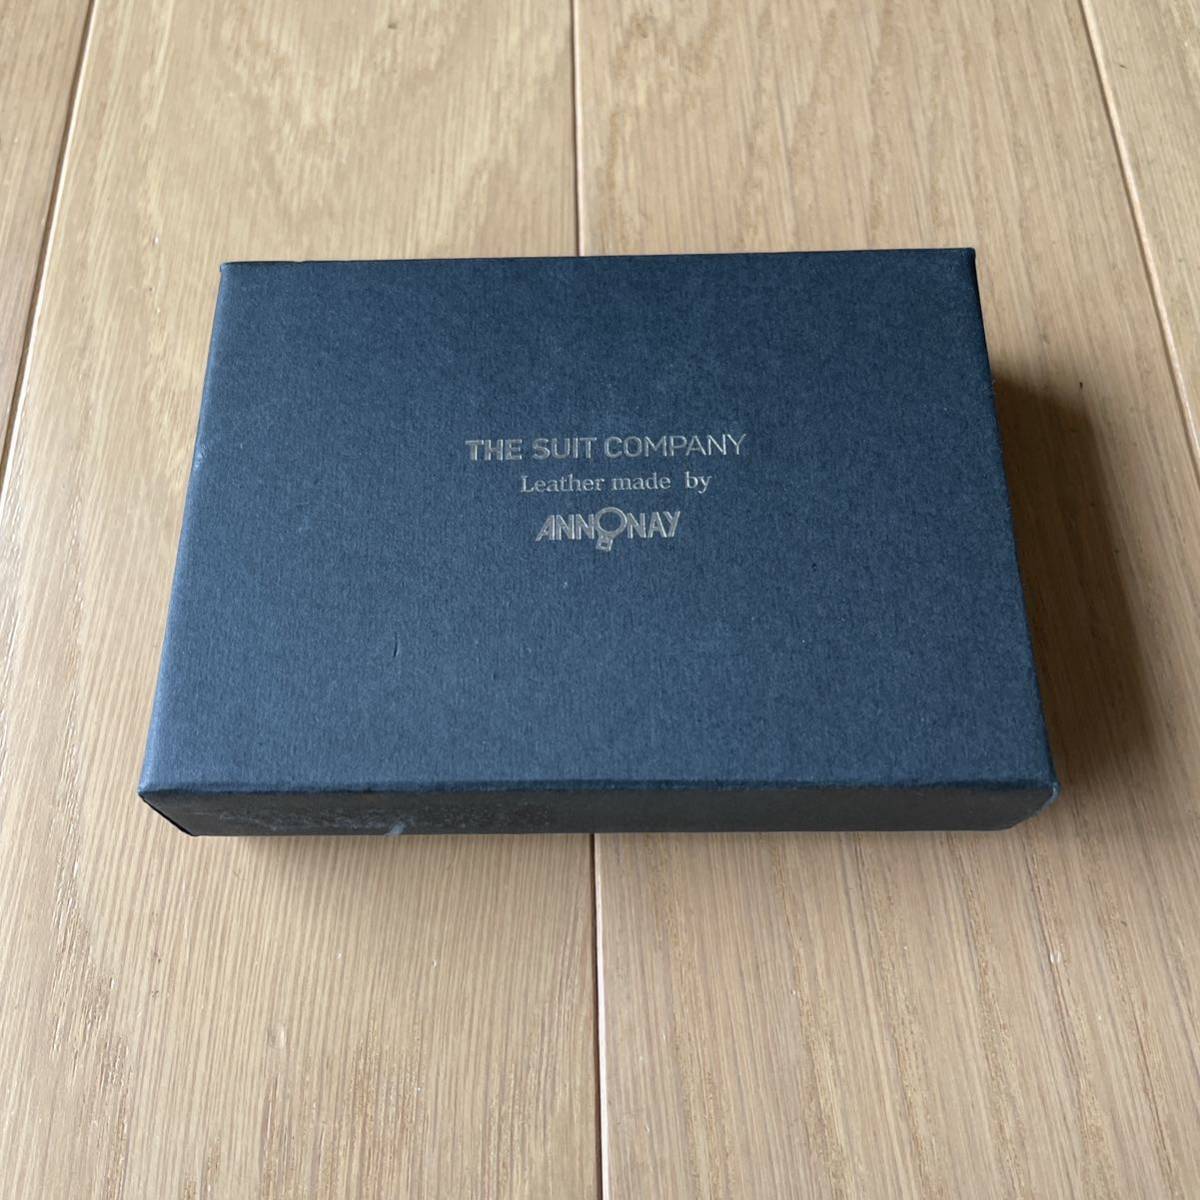 THE SUIT COMPANY
Leather made by
ANNONAY